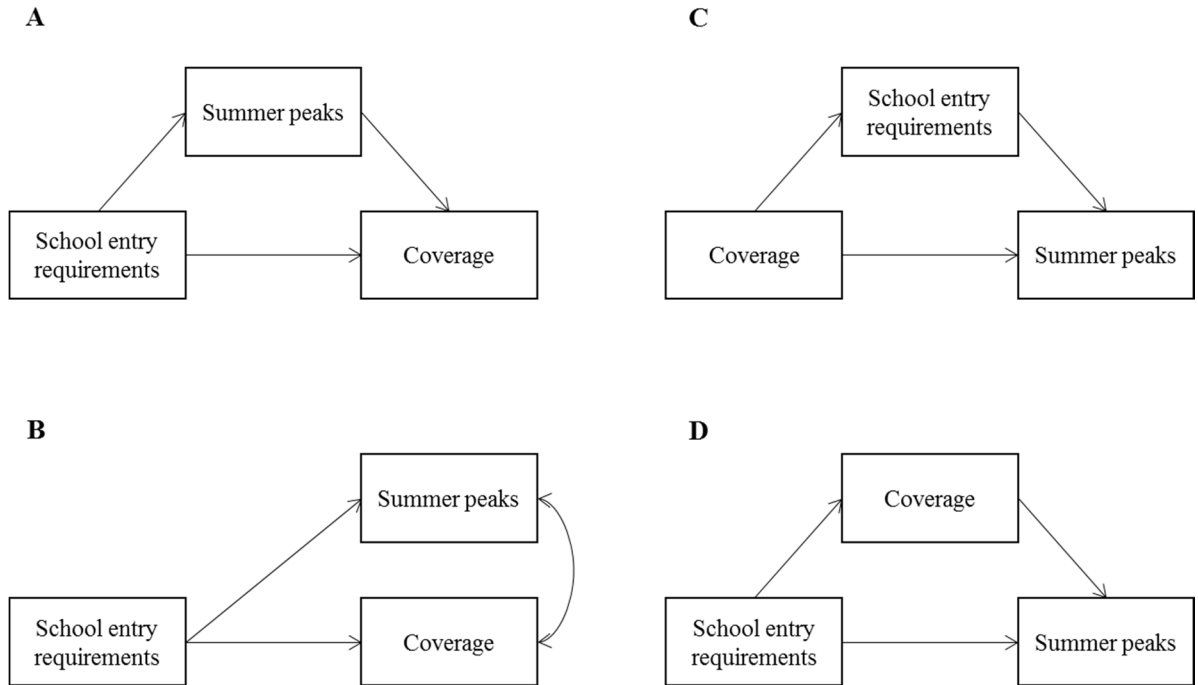 A
Summer peaks
School entry
requirements
Coverage
C
School entry
requirements
Coverage
Summer peaks
B
Summer peaks
School entry
requirements
Coverage
D
Coverage
School entry
requirements
Summer peaks